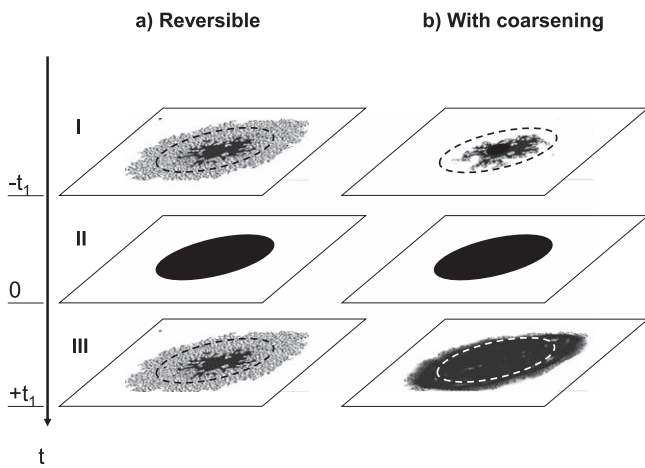 a) Reversible
b) With coarsening
I
-t₁
II
0
III
+t₁
t